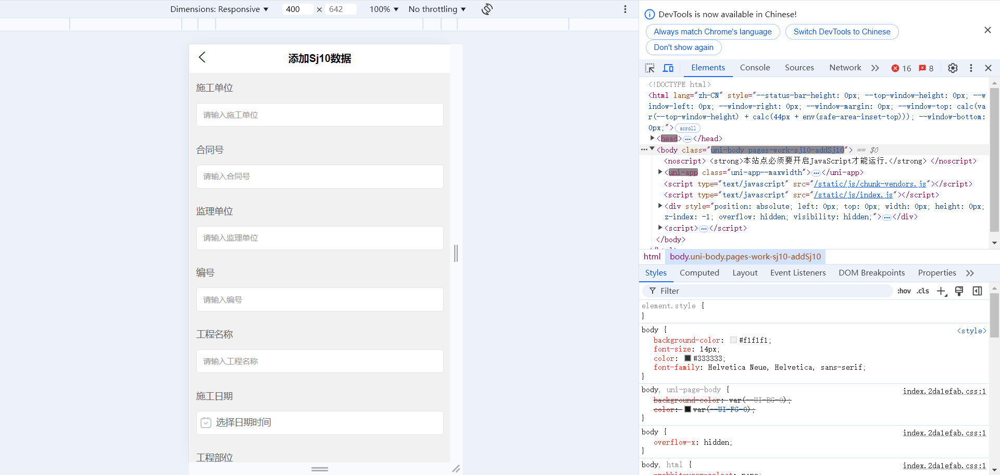 Dimensions: Responsive ▼ 400 × 642 100% ▼ No throttling ▼
添加Sj10数据
施工单位
请输入施工单位
合同号
请输入合同号
监理单位
请输入监理单位
编号
请输入编号
工程名称
请输入工程名称
施工日期
选择日期时间
工程部位
DevTools is now available in Chinese!
Always match Chrome's language
Switch DevTools to Chinese
Don't show again
Elements Console Sources Network 16 8
<!DOCTYPE html>
<html lang="zh-CN" style="--status-bar-height: 0px; --top-window-height: 0px; --w
indow-left: 0px; --window-right: 0px; --window-margin: 0px; --window-top: calc(va
r(--top-window-height) + calc(44px + env(safe-area-inset-top))); --window-bottom:
0px;"> scroll
<head>…</head>
<body class="uni-body pages-work-sj10-addSj10"> == $0
<noscript> <strong>本站点必须要开启JavaScript才能运行.</strong> </noscript>
<uni-app class="uni-app--maxwidth">…</uni-app>
<script type="text/javascript" src="/static/js/chunk-vendors.js"></script>
<script type="text/javascript" src="/static/js/index.js"></script>
<div style="position: absolute; left: 0px; top: 0px; width: 0px; height: 0px;
z-index: -1; overflow: hidden; visibility: hidden;">…</div>
<script>…</script>
</body>
html body.uni-body.pages-work-sj10-addSj10
Styles Computed Layout Event Listeners DOM Breakpoints Properties
Filter :hov .cls
element.style {
}
body { <style>
background-color: #f1f1f1;
font-size: 14px;
color: #333333;
font-family: Helvetica Neue, Helvetica, sans-serif;
}
body, uni-page-body { index.2da1efab.css:1
background-color: var(--UI-BG-0);
color: var(--UI-FG-0);
}
body { index.2da1efab.css:1
overflow-x: hidden;
}
body, html { index.2da1efab.css:1